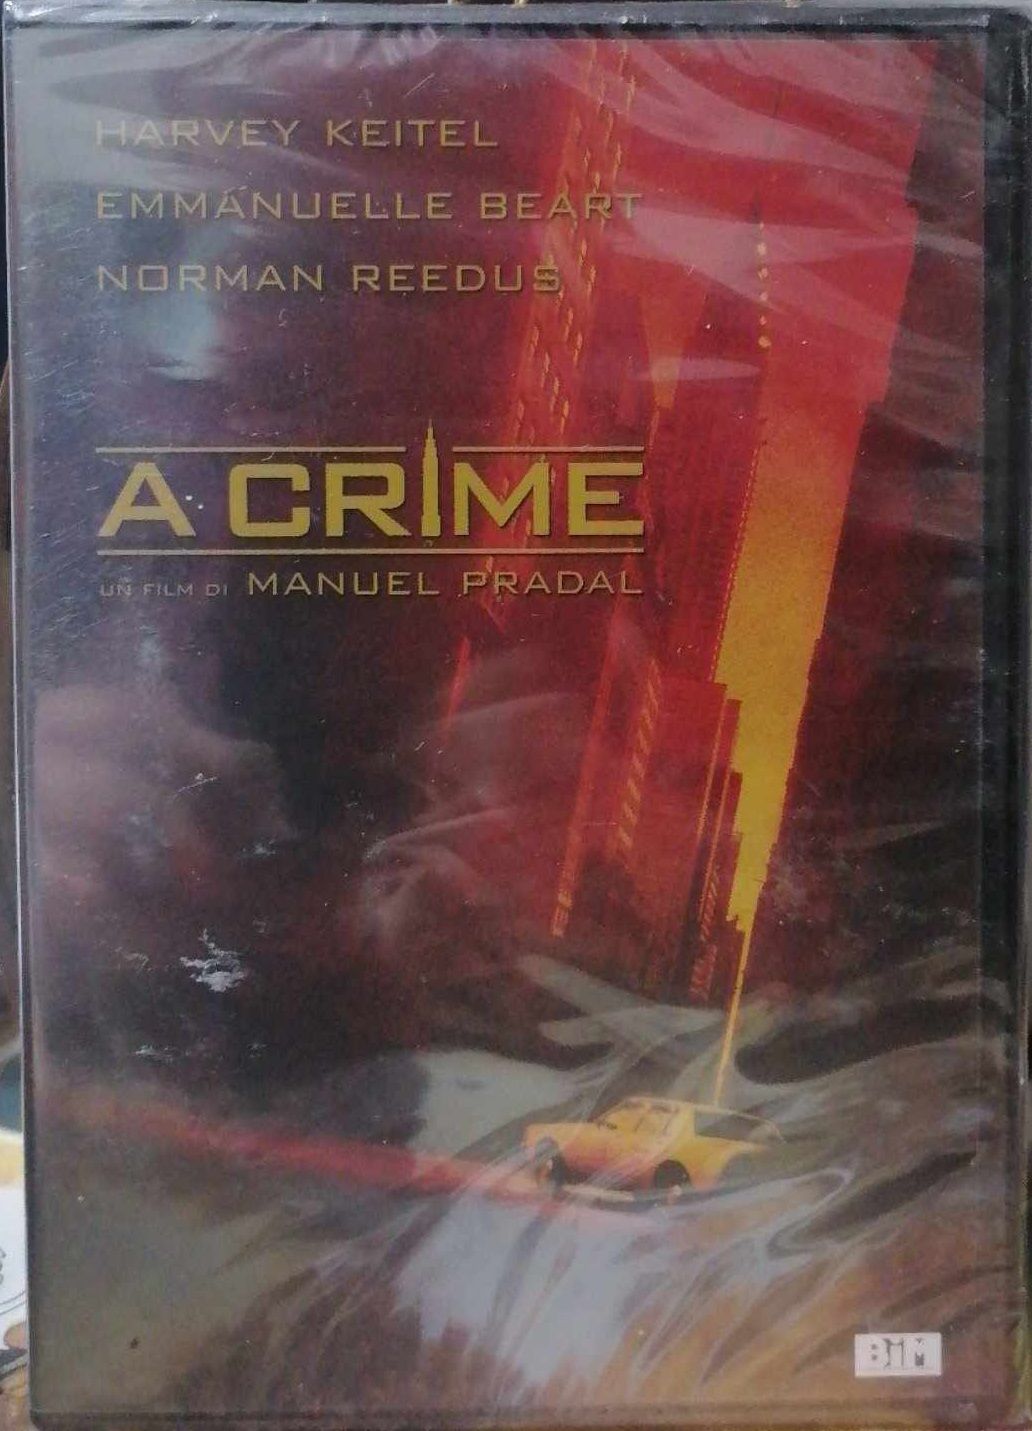 HARVEY KEITEL
EMMANUELLE BEART
NORMAN REEDUS
A CRIME
UN FILM DI MANUEL PRADAL
BiM